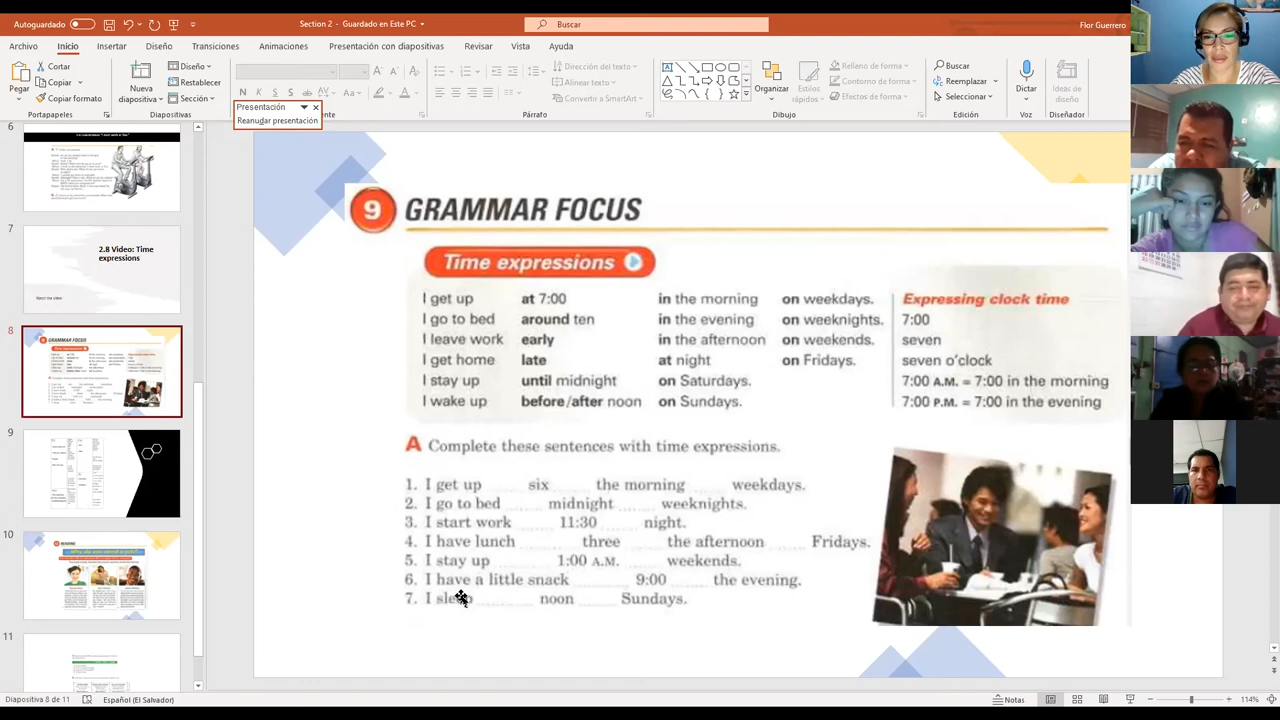 Autoguardado
Section 2 - Guardado en Este PC
Buscar
Flor Guerrero
Archivo Inicio Insertar Diseño Transiciones Animaciones Presentación con diapositivas Revisar Vista Ayuda
Pegar
Cortar
Copiar
Copiar formato
Portapapeles
Nueva diapositiva
Diseño
Restablecer
Sección
Diapositivas
N K S S AV Aa A
Presentación
Reanudar presentación
Dirección del texto
Alinear texto
Convertir a SmartArt
Párrafo
Organizar
Estilos rápidos
Relleno de forma
Contorno de forma
Efectos de forma
Dibujo
Buscar
Reemplazar
Seleccionar
Edición
Dictar
Voz
Ideas de diseño
Diseñador
6
7
2.8 Video: Time expressions
Watch the video
8
9
10
11
9 GRAMMAR FOCUS
Time expressions
I get up at 7:00 in the morning on weekdays.
I go to bed around ten in the evening on weeknights.
I leave work early in the afternoon on weekends.
I get home late at night on Fridays.
I stay up until midnight on Saturdays.
I wake up before/after noon on Sundays.
Expressing clock time
7:00
seven
seven o'clock
7:00 A.M. = 7:00 in the morning
7:00 P.M. = 7:00 in the evening
A Complete these sentences with time expressions.
1. I get up ........ six ........ the morning ........ weekdays.
2. I go to bed ........ midnight ........ weeknights.
3. I start work ........ 11:30 ........ night.
4. I have lunch ........ three ........ the afternoon ........ Fridays.
5. I stay up ........ 1:00 A.M. ........ weekends.
6. I have a little snack ........ 9:00 ........ the evening.
7. I sleep ........ noon ........ Sundays.
Diapositiva 8 de 11
Español (El Salvador)
Notas
114%